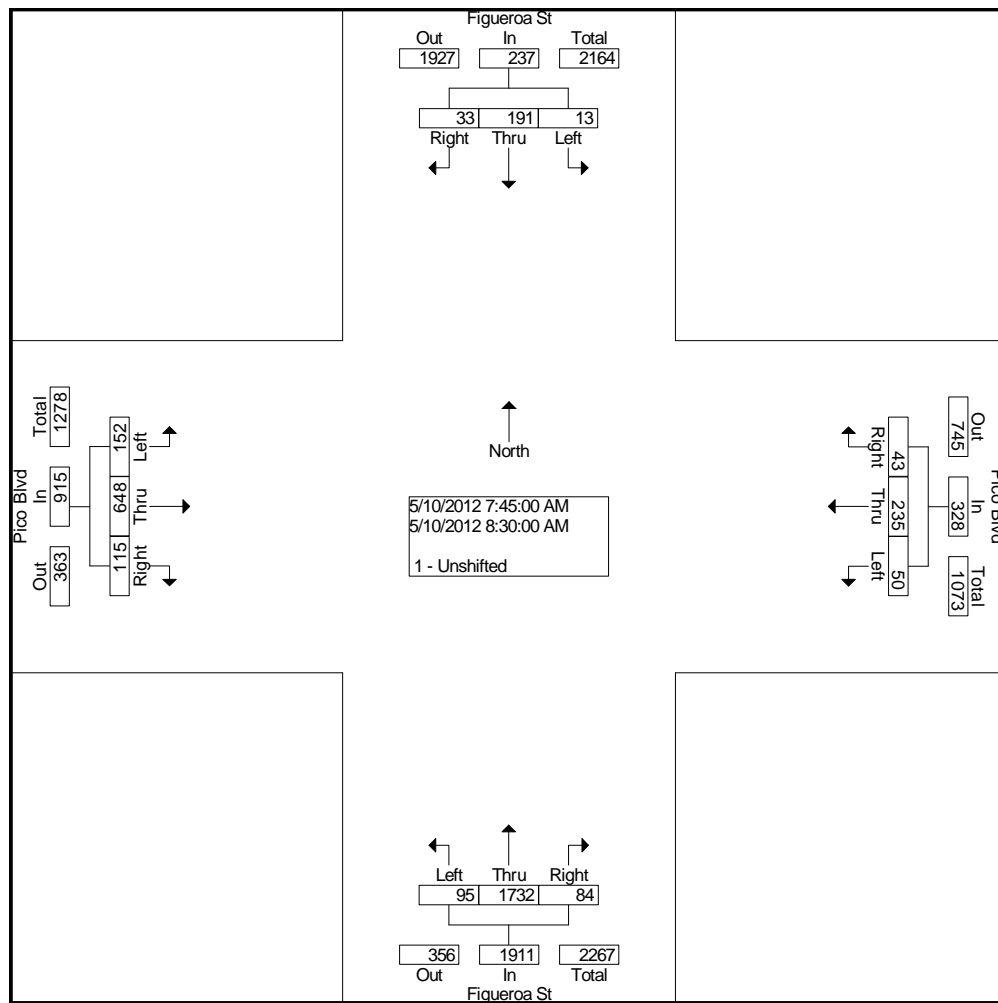 Figueroa St
Out In Total
1927 237 2164
33 191 13
Right Thru Left
Pico Blvd
Total In Out
1278 915 363
152 648 115
Left Thru Right
North
5/10/2012 7:45:00 AM
5/10/2012 8:30:00 AM
1 - Unshifted
Right Thru Left
43 235 50
Out In Total
745 328 1073
Pico Blvd
Left Thru Right
95 1732 84
356 1911 2267
Out In Total
Figueroa St